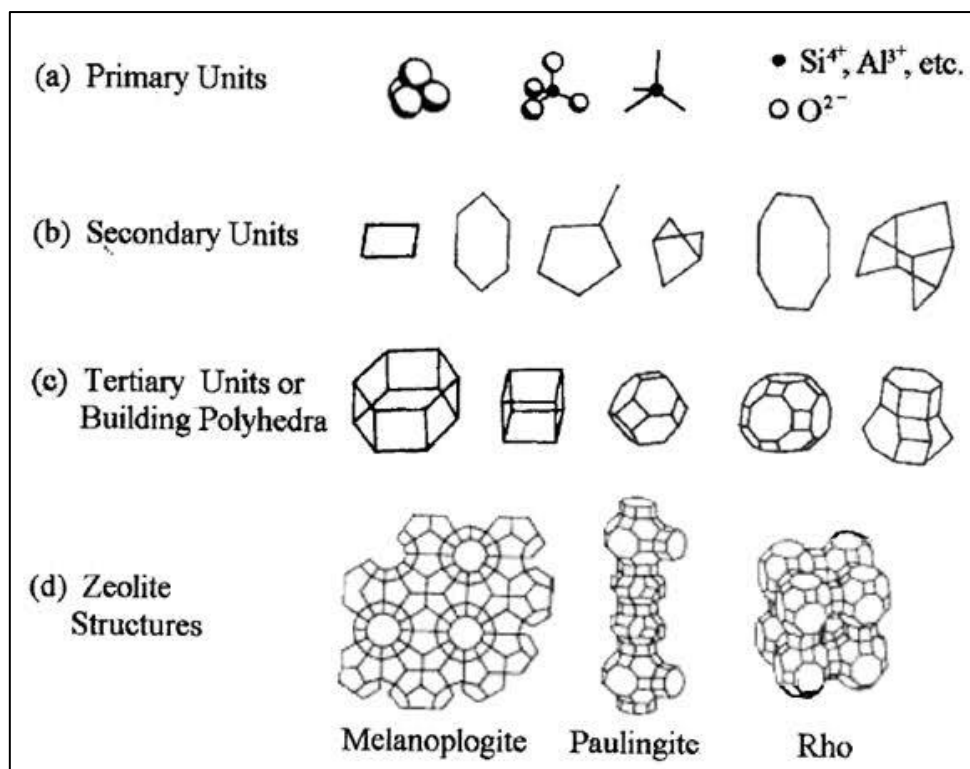 (a) Primary Units
• Si⁴⁺, Al³⁺, etc.
O²⁻
(b) Secondary Units
(c) Tertiary Units or
Building Polyhedra
(d) Zeolite
Structures
Melanoplogite Paulingite Rho